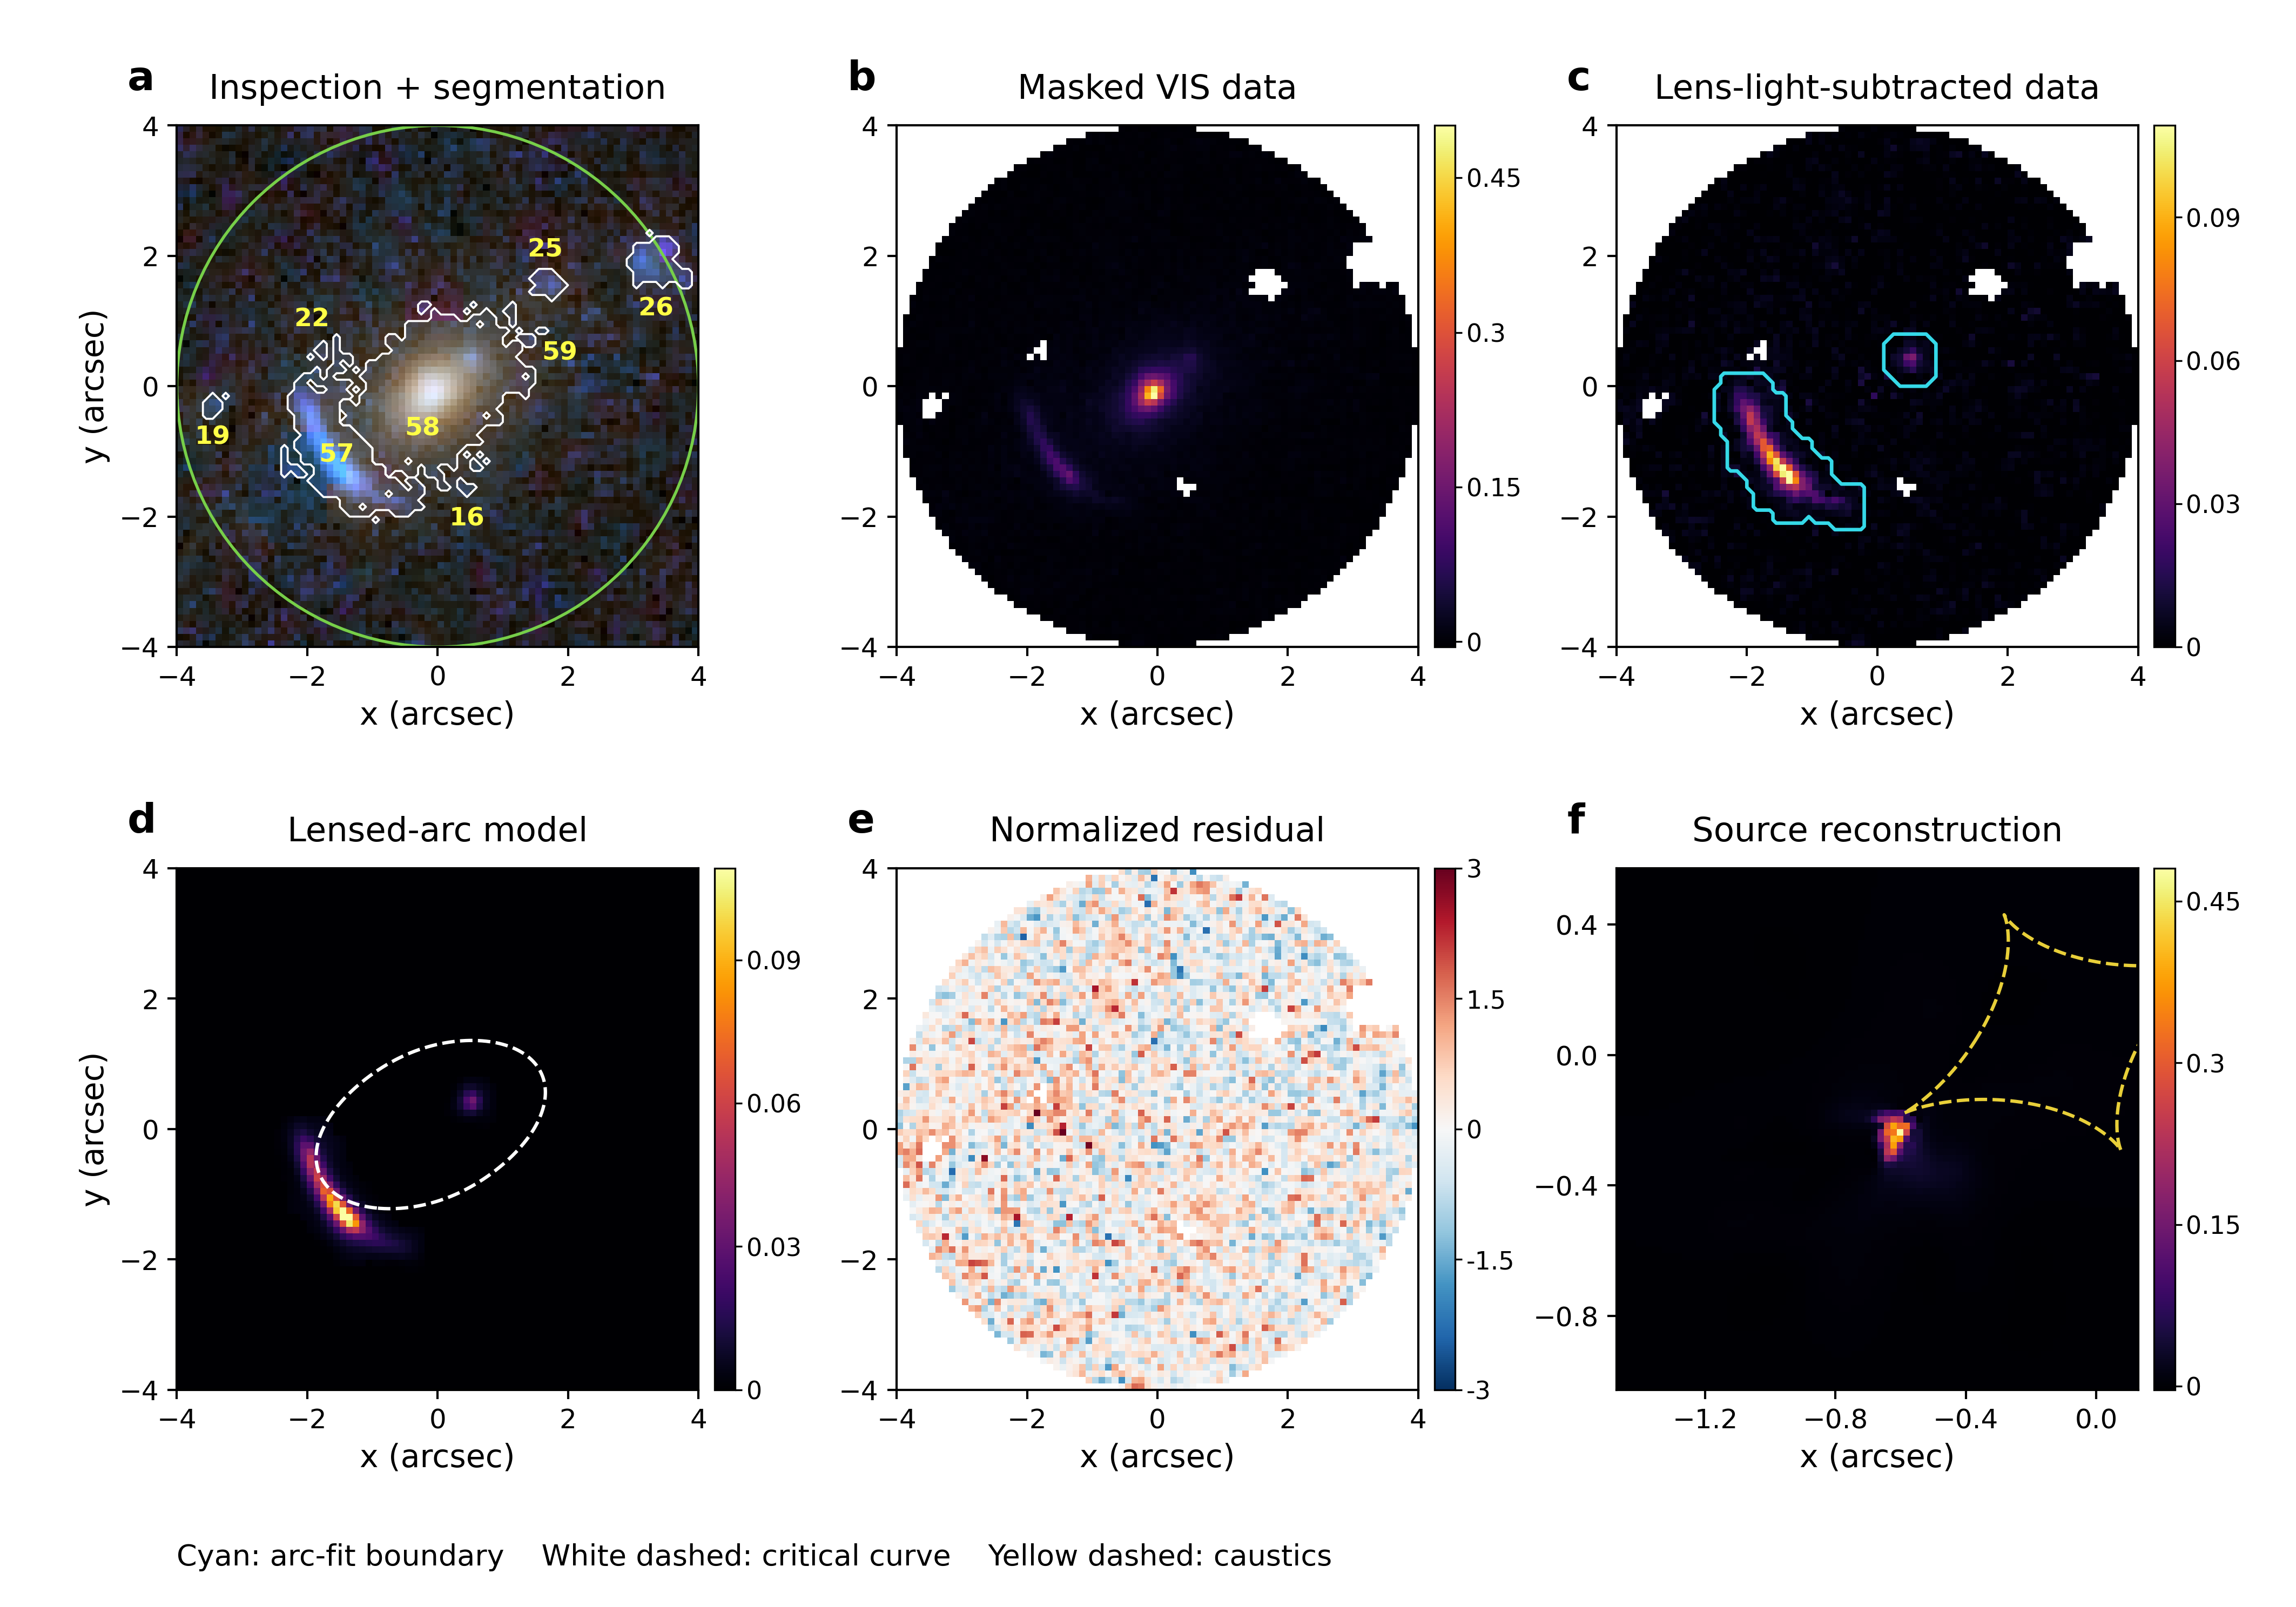 a Inspection + segmentation
b Masked VIS data
c Lens-light-subtracted data
4
2
0
−2
−4
y (arcsec)
25
26
22
59
19
58
57
16
−4 −2 0 2 4
x (arcsec)
4
2
0
−2
−4
−4 −2 0 2 4
x (arcsec)
0.45
0.3
0.15
0
4
2
0
−2
−4
−4 −2 0 2 4
x (arcsec)
0.09
0.06
0.03
0
d Lensed-arc model
e Normalized residual
f Source reconstruction
4
2
0
−2
−4
y (arcsec)
−4 −2 0 2 4
x (arcsec)
0.09
0.06
0.03
0
4
2
0
−2
−4
−4 −2 0 2 4
x (arcsec)
3
1.5
0
-1.5
-3
0.4
0.0
−0.4
−0.8
−1.2 −0.8 −0.4 0.0
x (arcsec)
0.45
0.3
0.15
0
Cyan: arc-fit boundary White dashed: critical curve Yellow dashed: caustics